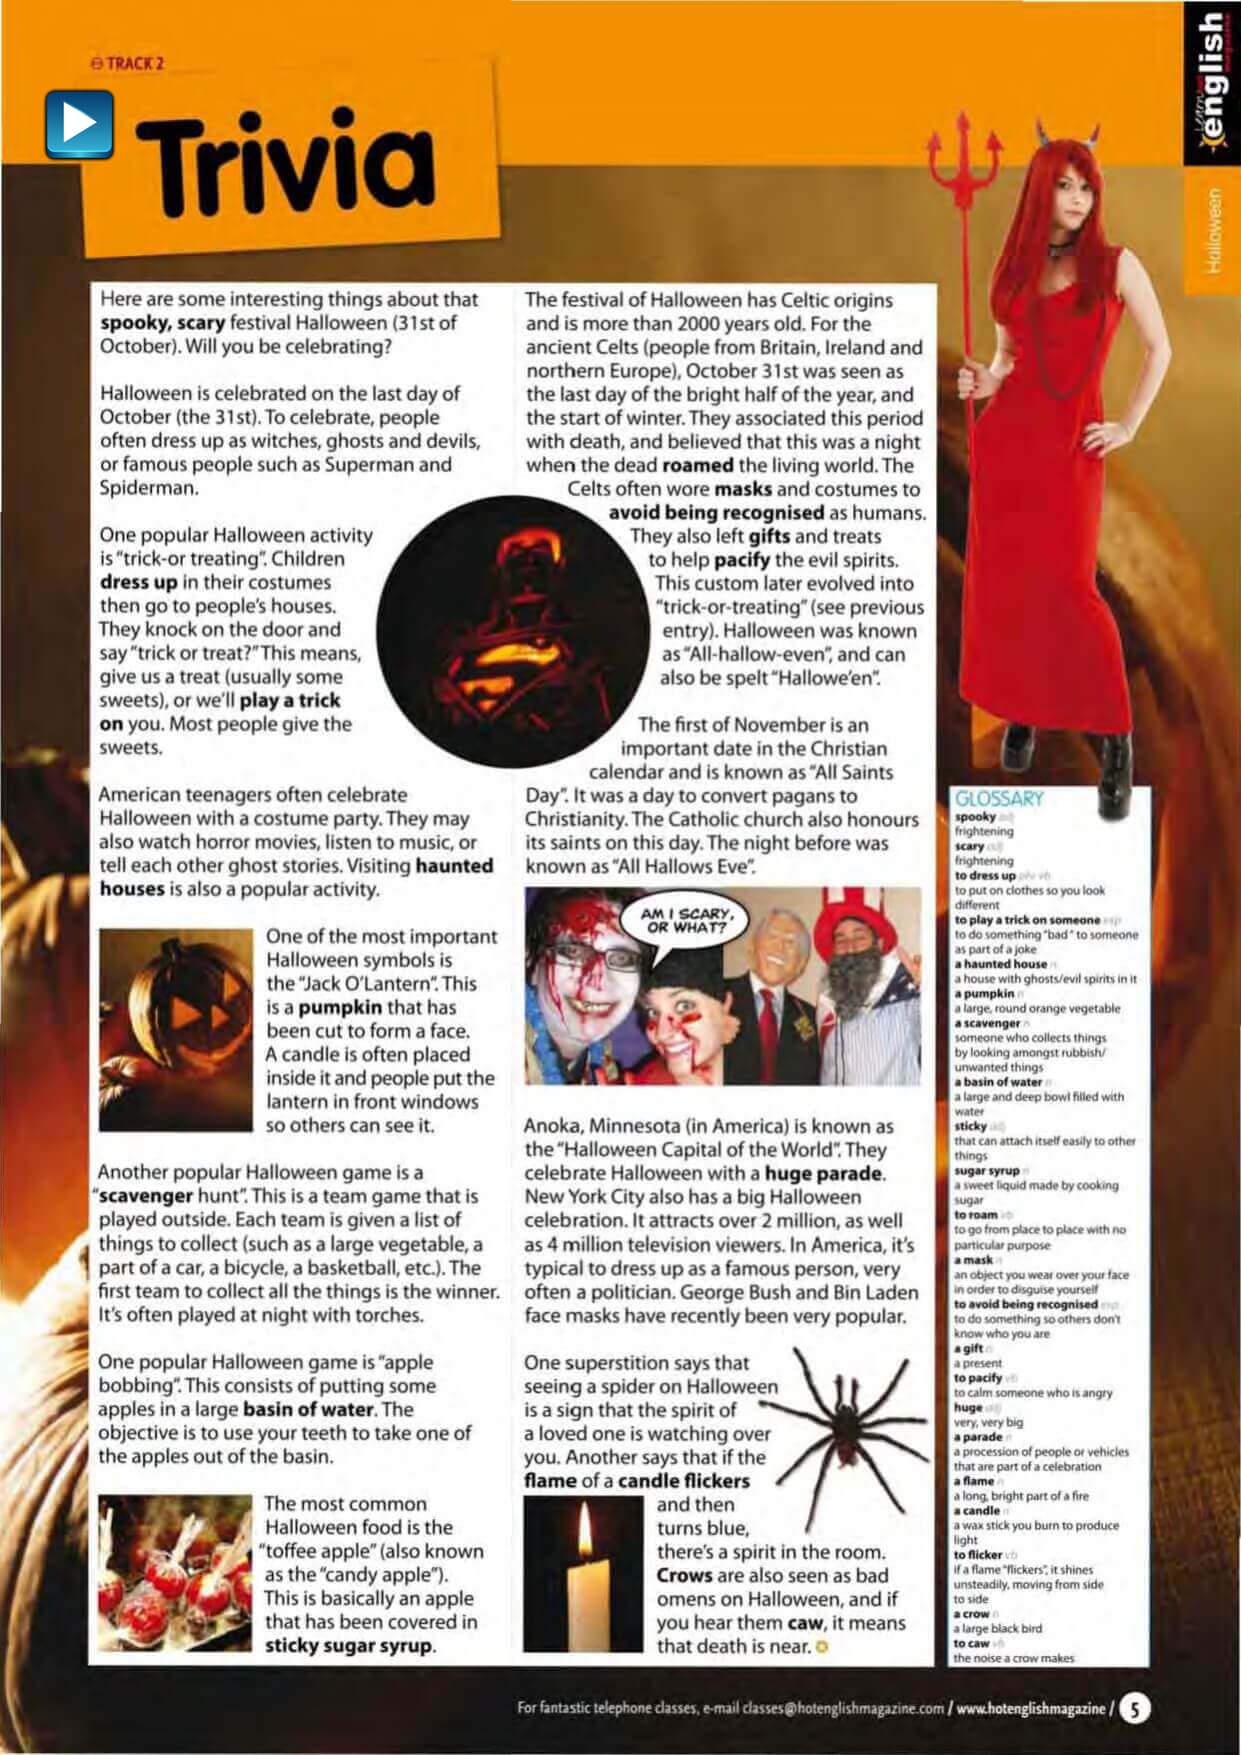 TRACK 2
Trivia
Learn hot
english
magazine
Halloween
Here are some interesting things about that
spooky, scary festival Halloween (31st of
October). Will you be celebrating?
Halloween is celebrated on the last day of
October (the 31st). To celebrate, people
often dress up as witches, ghosts and devils,
or famous people such as Superman and
Spiderman.
One popular Halloween activity
is "trick-or treating". Children
dress up in their costumes
then go to people's houses.
They knock on the door and
say "trick or treat?" This means,
give us a treat (usually some
sweets), or we'll play a trick
on you. Most people give the
sweets.
American teenagers often celebrate
Halloween with a costume party. They may
also watch horror movies, listen to music, or
tell each other ghost stories. Visiting haunted
houses is also a popular activity.
One of the most important
Halloween symbols is
the "Jack O'Lantern". This
is a pumpkin that has
been cut to form a face.
A candle is often placed
inside it and people put the
lantern in front windows
so others can see it.
Another popular Halloween game is a
"scavenger hunt". This is a team game that is
played outside. Each team is given a list of
things to collect (such as a large vegetable, a
part of a car, a bicycle, a basketball, etc.). The
first team to collect all the things is the winner.
It's often played at night with torches.
One popular Halloween game is "apple
bobbing". This consists of putting some
apples in a large basin of water. The
objective is to use your teeth to take one of
the apples out of the basin.
The most common
Halloween food is the
"toffee apple" (also known
as the "candy apple").
This is basically an apple
that has been covered in
sticky sugar syrup.
The festival of Halloween has Celtic origins
and is more than 2000 years old. For the
ancient Celts (people from Britain, Ireland and
northern Europe), October 31st was seen as
the last day of the bright half of the year, and
the start of winter. They associated this period
with death, and believed that this was a night
when the dead roamed the living world. The
Celts often wore masks and costumes to
avoid being recognised as humans.
They also left gifts and treats
to help pacify the evil spirits.
This custom later evolved into
"trick-or-treating" (see previous
entry). Halloween was known
as "All-hallow-even", and can
also be spelt "Hallowe'en".
The first of November is an
important date in the Christian
calendar and is known as "All Saints
Day". It was a day to convert pagans to
Christianity. The Catholic church also honours
its saints on this day. The night before was
known as "All Hallows Eve".
AM I SCARY,
OR WHAT?
Anoka, Minnesota (in America) is known as
the "Halloween Capital of the World". They
celebrate Halloween with a huge parade.
New York City also has a big Halloween
celebration. It attracts over 2 million, as well
as 4 million television viewers. In America, it's
typical to dress up as a famous person, very
often a politician. George Bush and Bin Laden
face masks have recently been very popular.
One superstition says that
seeing a spider on Halloween
is a sign that the spirit of
a loved one is watching over
you. Another says that if the
flame of a candle flickers
and then
turns blue,
there's a spirit in the room.
Crows are also seen as bad
omens on Halloween, and if
you hear them caw, it means
that death is near.
GLOSSARY
spooky adj
frightening
scary adj
frightening
to dress up phr vb
to put on clothes so you look
different
to play a trick on someone exp
to do something "bad" to someone
as part of a joke
a haunted house n
a house with ghosts/evil spirits in it
a pumpkin n
a large, round orange vegetable
a scavenger n
someone who collects things
by looking amongst rubbish/
unwanted things
a basin of water n
a large and deep bowl filled with
water
sticky adj
that can attach itself easily to other
things
sugar syrup n
a sweet liquid made by cooking
sugar
to roam vb
to go from place to place with no
particular purpose
a mask n
an object you wear over your face
in order to disguise yourself
to avoid being recognised exp
to do something so others don't
know who you are
a gift n
a present
to pacify vb
to calm someone who is angry
huge adj
very, very big
a parade n
a procession of people or vehicles
that are part of a celebration
a flame n
a long, bright part of a fire
a candle n
a wax stick you burn to produce
light
to flicker vb
if a flame "flickers", it shines
unsteadily, moving from side
to side
a crow n
a large black bird
to caw vb
the noise a crow makes
For fantastic telephone classes, e-mail classes@hotenglishmagazine.com / www.hotenglishmagazine / 5